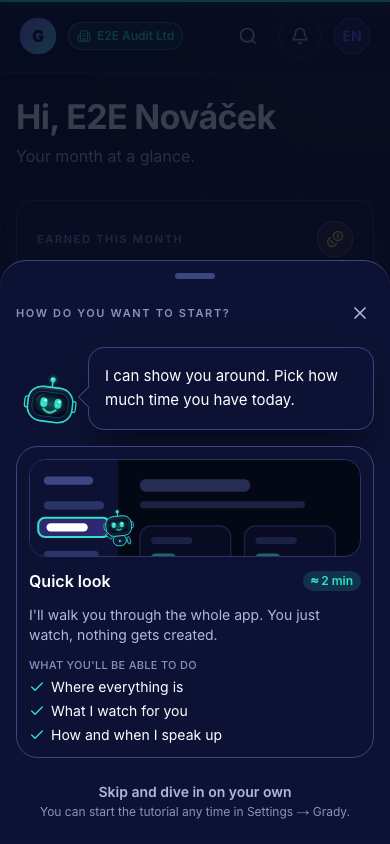 G
E2E Audit Ltd
EN
Hi, E2E Nováček
Your month at a glance.
EARNED THIS MONTH
HOW DO YOU WANT TO START?
I can show you around. Pick how
much time you have today.
Quick look
≈ 2 min
I'll walk you through the whole app. You just
watch, nothing gets created.
WHAT YOU'LL BE ABLE TO DO
Where everything is
What I watch for you
How and when I speak up
Skip and dive in on your own
You can start the tutorial any time in Settings → Grady.